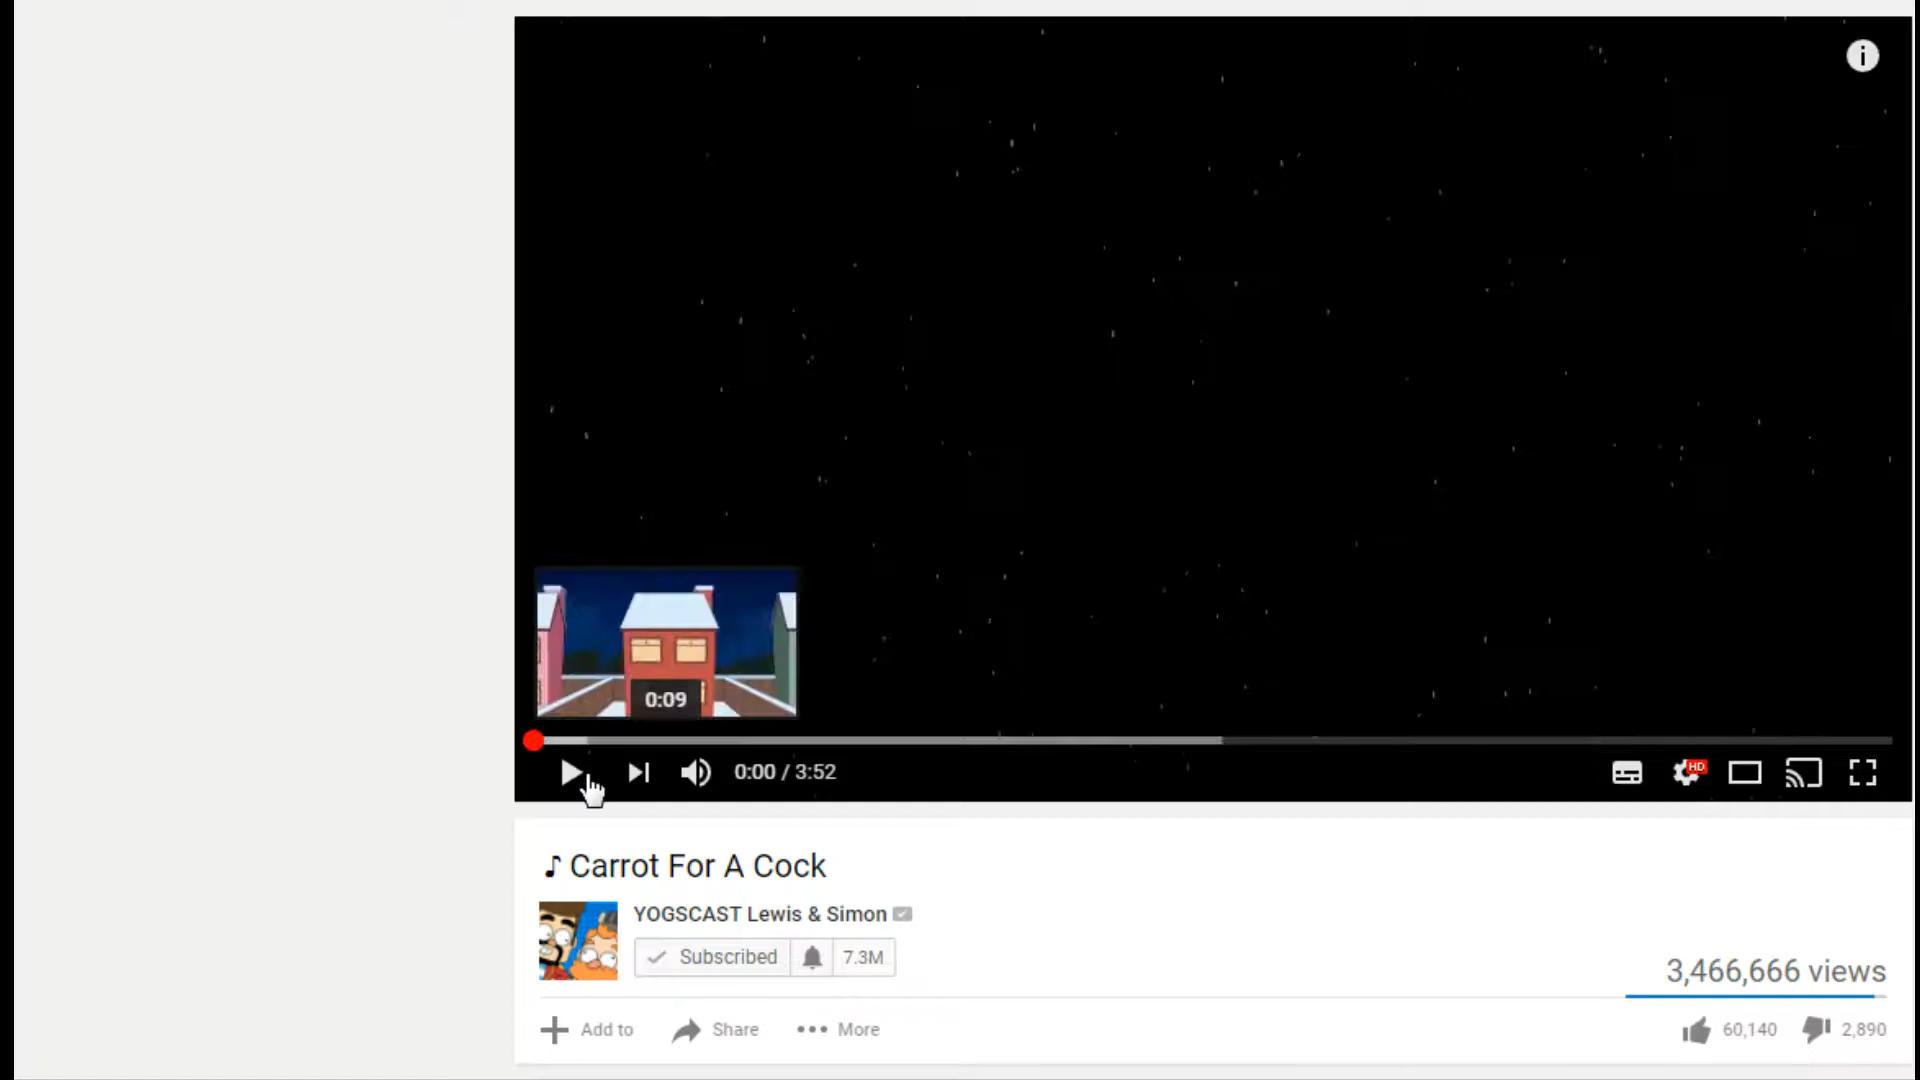 i
0:09
0:00 / 3:52
HD
♪ Carrot For A Cock
YOGSCAST Lewis & Simon
Subscribed 7.3M
3,466,666 views
Add to Share More
60,140 2,890